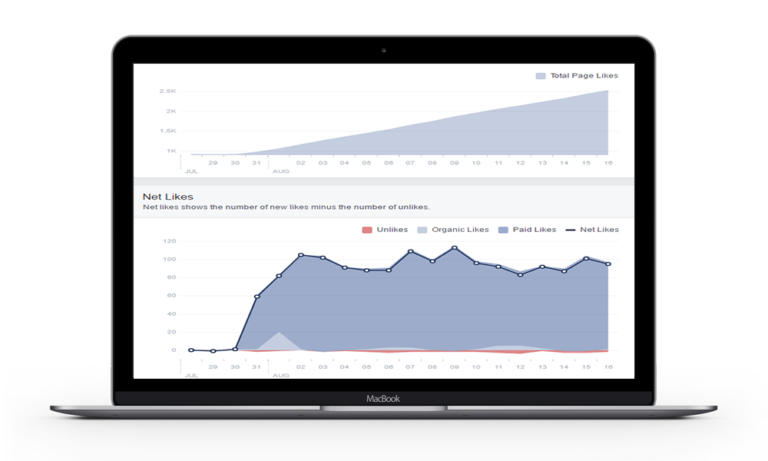 Total Page Likes
2.5K
2K
1.5K
1K
29 30 31 02 03 04 05 06 07 08 09 10 11 12 13 14 15 16
JUL AUG
Net Likes
Net likes shows the number of new likes minus the number of unlikes.
Unlikes Organic Likes Paid Likes Net Likes
120
100
80
60
40
20
0
29 30 31 02 03 04 05 06 07 08 09 10 11 12 13 14 15 16
JUL AUG
MacBook